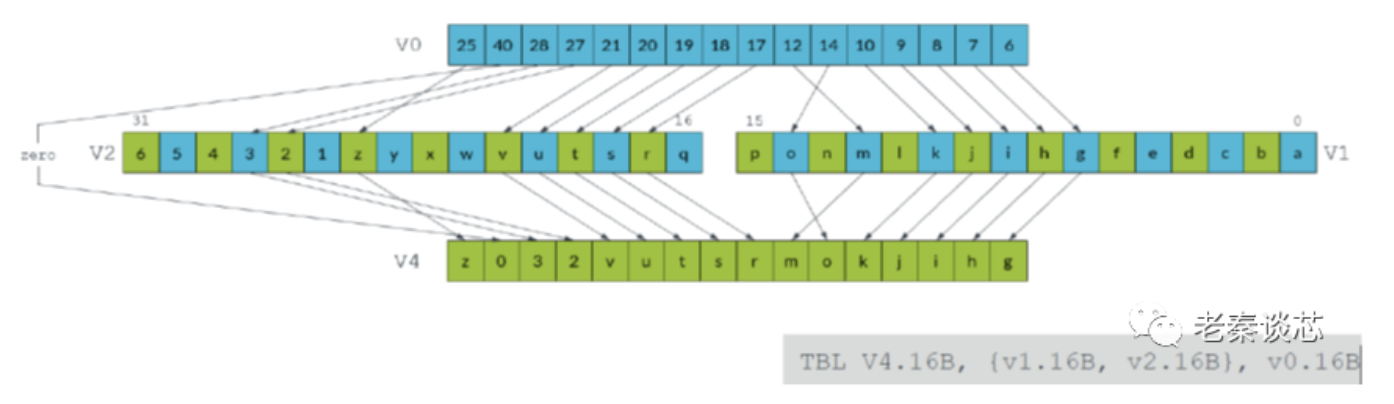 V0 25 40 28 27 21 20 19 18 17 12 14 10 9 8 7 6
31 16 15 0
zero V2 6 5 4 3 2 1 z y x w v u t s r q p o n m l k j i h g f e d c b a V1
V4 z 0 3 2 v u t s r m o k j i h g
老秦谈芯
TBL V4.16B, {v1.16B, v2.16B}, v0.16B